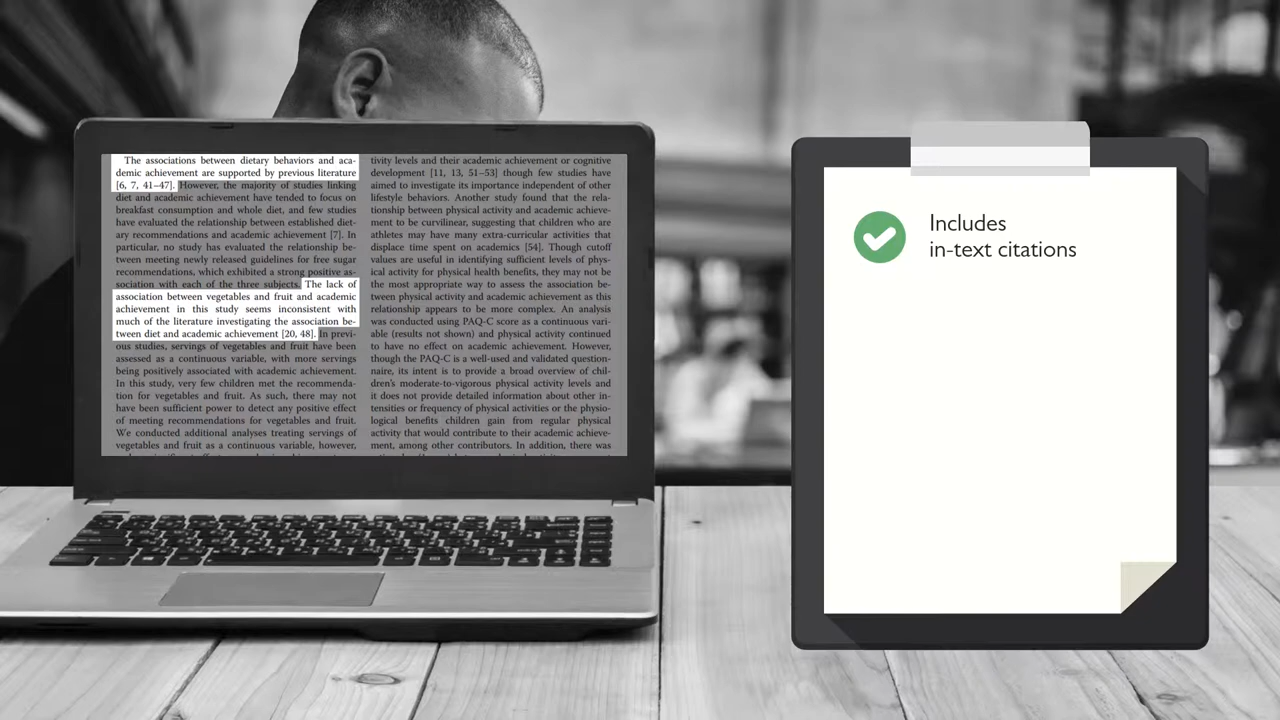 The associations between dietary behaviors and aca-
demic achievement are supported by previous literature
[6, 7, 41–47]. However, the majority of studies linking
diet and academic achievement have tended to focus on
breakfast consumption and whole diet, and few studies
have evaluated the relationship between established diet-
ary recommendations and academic achievement [7]. In
particular, no study has evaluated the relationship be-
tween meeting newly released guidelines for free sugar
recommendations, which exhibited a strong positive as-
sociation with each of the three subjects. The lack of
association between vegetables and fruit and academic
achievement in this study seems inconsistent with
much of the literature investigating the association be-
tween diet and academic achievement [20, 48]. In previ-
ous studies, servings of vegetables and fruit have been
assessed as a continuous variable, with more servings
being positively associated with academic achievement.
In this study, very few children met the recommenda-
tion for vegetables and fruit. As such, there may not
have been sufficient power to detect any positive effect
of meeting recommendations for vegetables and fruit.
We conducted additional analyses treating servings of
vegetables and fruit as a continuous variable, however,
tivity levels and their academic achievement or cognitive
development [11, 13, 51–53] though few studies have
aimed to investigate its importance independent of other
lifestyle behaviors. Another study found that the rela-
tionship between physical activity and academic achieve-
ment to be curvilinear, suggesting that children who are
athletes may have many extra-curricular activities that
displace time spent on academics [54]. Though cutoff
values are useful in identifying sufficient levels of phys-
ical activity for physical health benefits, they may not be
the most appropriate way to assess the association be-
tween physical activity and academic achievement as this
relationship appears to be more complex. An analysis
was conducted using PAQ-C score as a continuous vari-
able (results not shown) and physical activity continued
to have no effect on academic achievement. However,
though the PAQ-C is a well-used and validated question-
naire, its intent is to provide a broad overview of chil-
dren's moderate-to-vigorous physical activity levels and
it does not provide detailed information about other in-
tensities or frequency of physical activities or the physio-
logical benefits children gain from regular physical
activity that would contribute to their academic achieve-
ment, among other contributors. In addition, there was
Includes
in-text citations